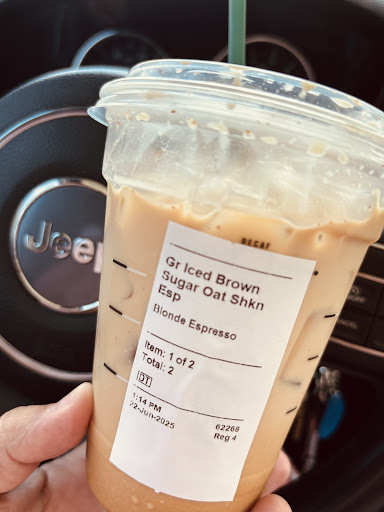 Jeep
DECAF
Gr Iced Brown
Sugar Oat Shkn
Esp
Blonde Espresso
Item: 1 of 2
Total: 2
DT
1:14 PM
22-Jun-2025
62268
Reg 4